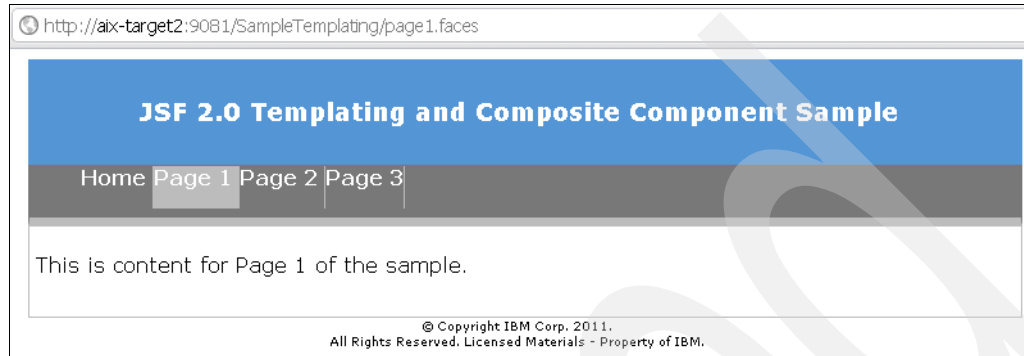 http://aix-target2:9081/SampleTemplating/page1.faces
JSF 2.0 Templating and Composite Component Sample
Home Page 1 Page 2 Page 3
This is content for Page 1 of the sample.
© Copyright IBM Corp. 2011.
All Rights Reserved. Licensed Materials - Property of IBM.